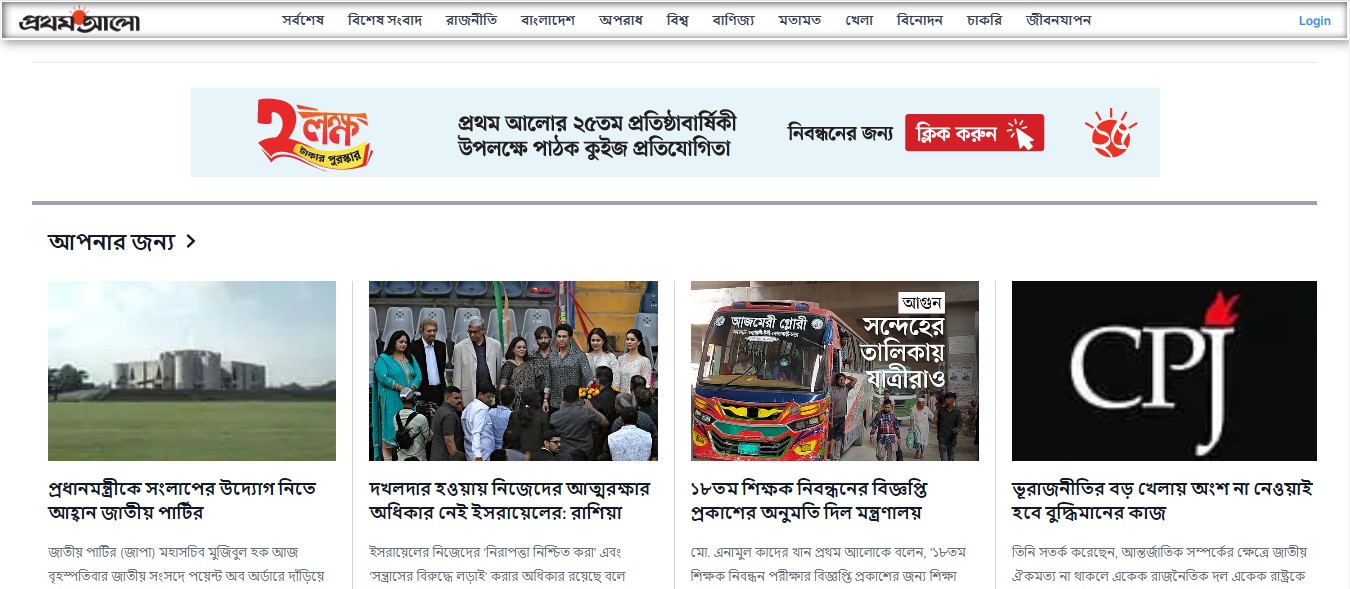 প্রথম আলো
সর্বশেষ বিশেষ সংবাদ রাজনীতি বাংলাদেশ অপরাধ বিশ্ব বাণিজ্য মতামত খেলা বিনোদন চাকরি জীবনযাপন
Login
২লক্ষ
টাকার পুরস্কার
প্রথম আলোর ২৫তম প্রতিষ্ঠাবার্ষিকী
উপলক্ষে পাঠক কুইজ প্রতিযোগিতা
নিবন্ধনের জন্য ক্লিক করুন
২৫
আপনার জন্য
প্রধানমন্ত্রীকে সংলাপের উদ্যোগ নিতে
আহ্বান জাতীয় পার্টির
জাতীয় পার্টির (জাপা) মহাসচিব মুজিবুল হক আজ
বৃহস্পতিবার জাতীয় সংসদে পয়েন্ট অব অর্ডারে দাঁড়িয়ে
দখলদার হওয়ায় নিজেদের আত্মরক্ষার
অধিকার নেই ইসরায়েলের: রাশিয়া
ইসরায়েলের নিজেদের ‘নিরাপত্তা নিশ্চিত করা’ এবং
‘সন্ত্রাসের বিরুদ্ধে লড়াই’ করার অধিকার রয়েছে বলে
আজমেরী গ্লোরী
আগুন
সন্দেহের
তালিকায়
যাত্রীরাও
১৮তম শিক্ষক নিবন্ধনের বিজ্ঞপ্তি
প্রকাশের অনুমতি দিল মন্ত্রণালয়
মো. এনামুল কাদের খান প্রথম আলোকে বলেন, ‘১৮তম
শিক্ষক নিবন্ধন পরীক্ষার বিজ্ঞপ্তি প্রকাশের জন্য শিক্ষা
CPJ
ভূরাজনীতির বড় খেলায় অংশ না নেওয়াই
হবে বুদ্ধিমানের কাজ
তিনি সতর্ক করেছেন, আন্তর্জাতিক সম্পর্কের ক্ষেত্রে জাতীয়
ঐকমত্য না থাকলে একেক রাজনৈতিক দল একেক রাষ্ট্রকে